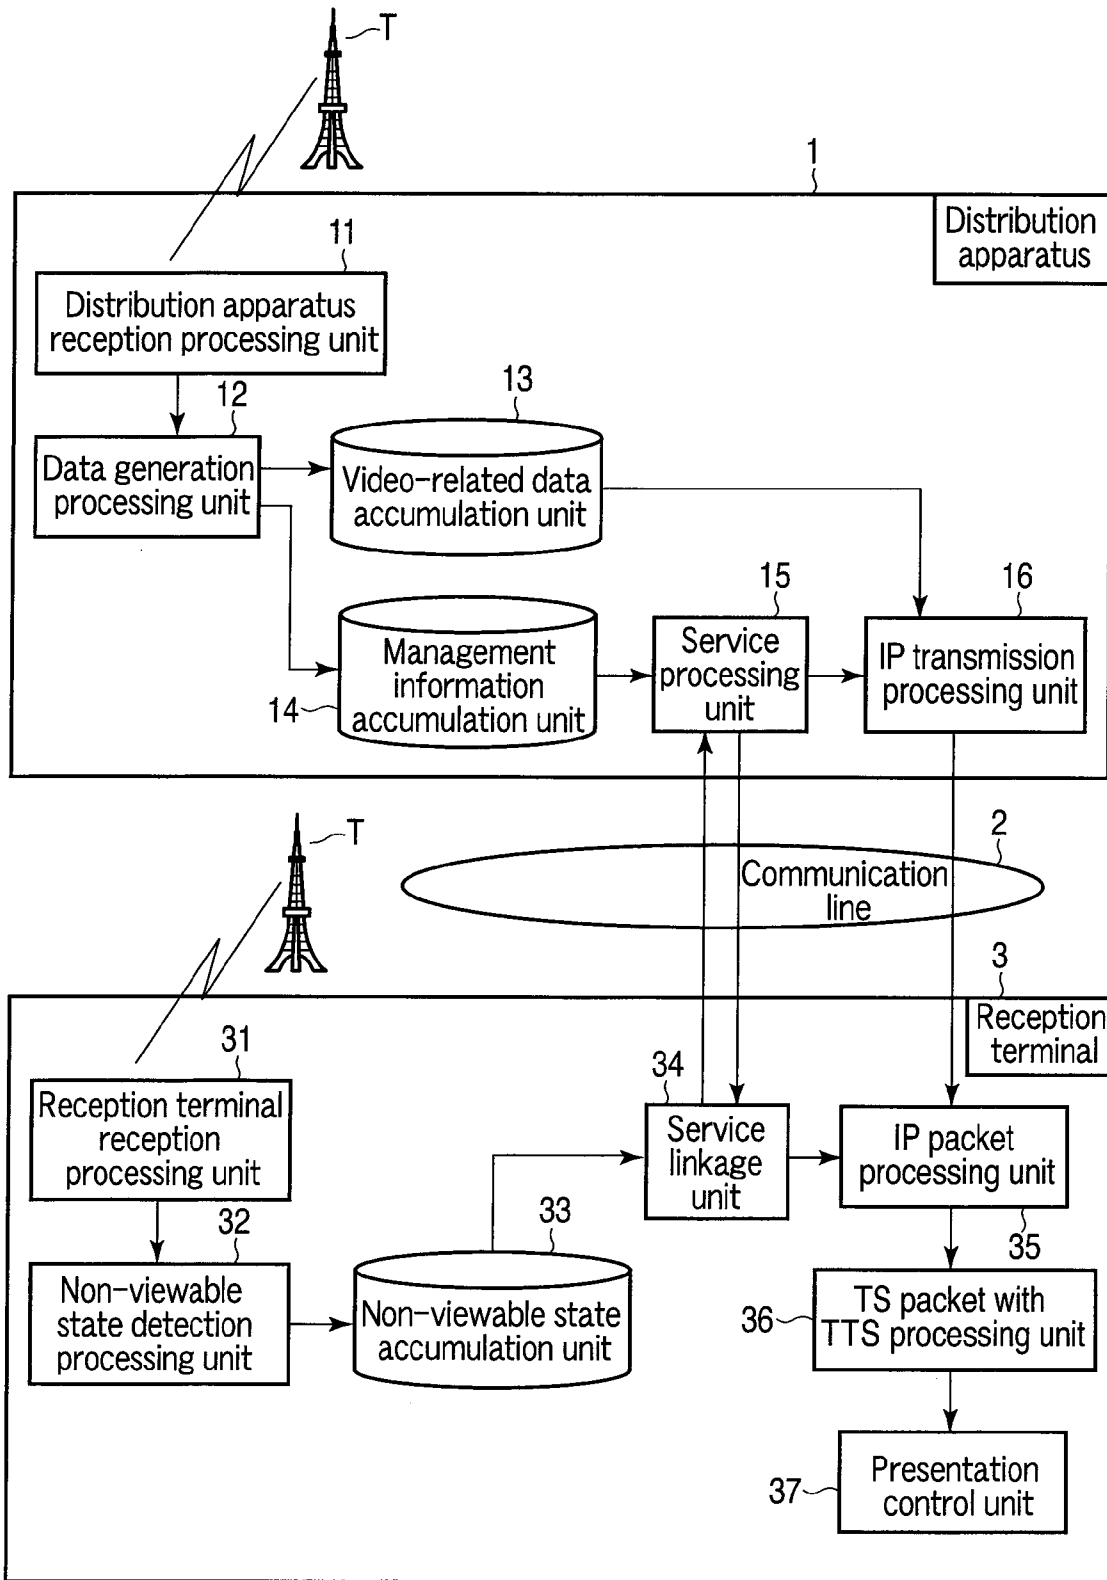 T
1
Distribution
apparatus
11
Distribution apparatus
reception processing unit
12
Data generation
processing unit
13
Video-related data
accumulation unit
14
Management
information
accumulation unit
15
Service
processing
unit
16
IP transmission
processing unit
T
2
Communication
line
3
Reception
terminal
31
Reception terminal
reception
processing unit
32
Non-viewable
state detection
processing unit
33
Non-viewable state
accumulation unit
34
Service
linkage
unit
IP packet
processing unit
35
36
TS packet with
TTS processing unit
37
Presentation
control unit